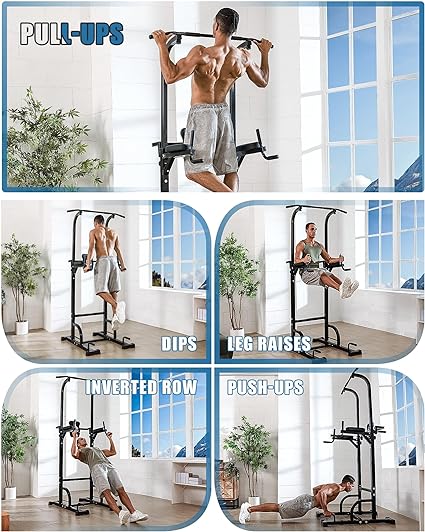 PULL-UPS
DIPS
LEG RAISES
INVERTED ROW
PUSH-UPS